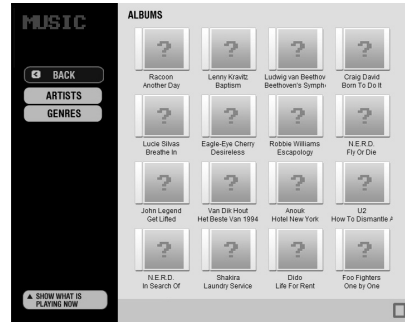 MUSIC
BACK
ARTISTS
GENRES
SHOW WHAT IS
PLAYING NOW
ALBUMS
Racoon
Another Day
Lenny Kravitz
Baptism
Ludwig van Beethov
Beethoven's Symph
Craig David
Born To Do It
Lucie Silvas
Breathe In
Eagle-Eye Cherry
Desireless
Robbie Williams
Escapology
N.E.R.D.
Fly Or Die
John Legend
Get Lifted
Van Dik Hout
Het Beste Van 1994
Anouk
Hotel New York
U2
How To Dismantle A
N.E.R.D.
In Search Of
Shakira
Laundry Service
Dido
Life For Rent
Foo Fighters
One by One